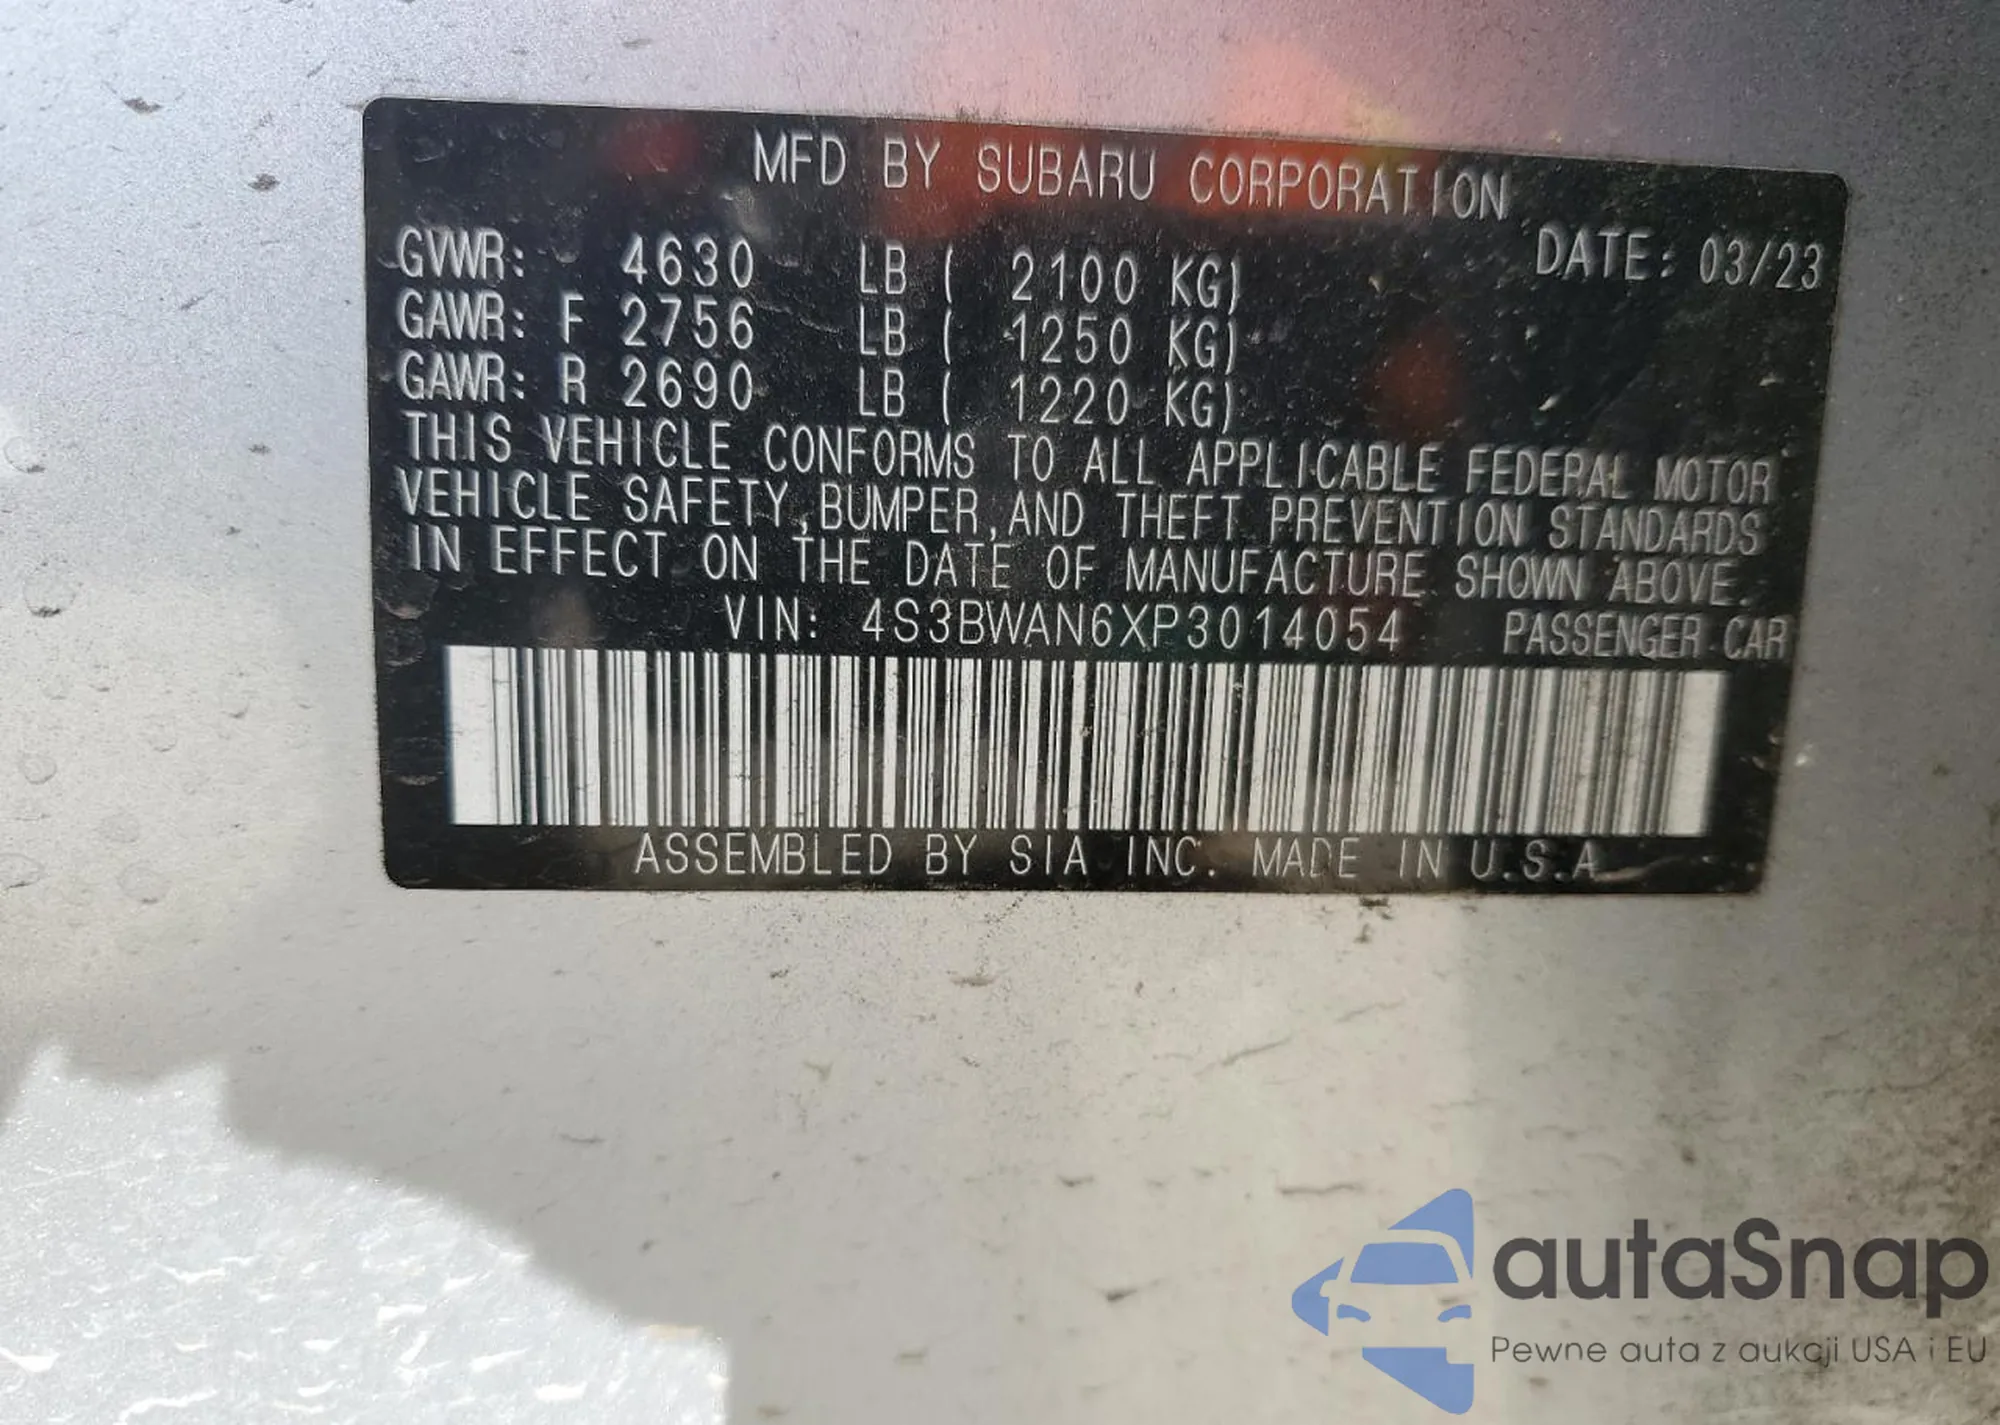 MFD BY SUBARU CORPORATION
DATE: 03/23
GVWR: 4630 LB ( 2100 KG)
GAWR: F 2756 LB ( 1250 KG)
GAWR: R 2690 LB ( 1220 KG)
THIS VEHICLE CONFORMS TO ALL APPLICABLE FEDERAL MOTOR
VEHICLE SAFETY,BUMPER,AND THEFT PREVENTION STANDARDS
IN EFFECT ON THE DATE OF MANUFACTURE SHOWN ABOVE.
VIN: 4S3BWAN6XP3014054 PASSENGER CAR
ASSEMBLED BY SIA INC. MADE IN U.S.A
autaSnap
Pewne auta z aukcji USA i EU